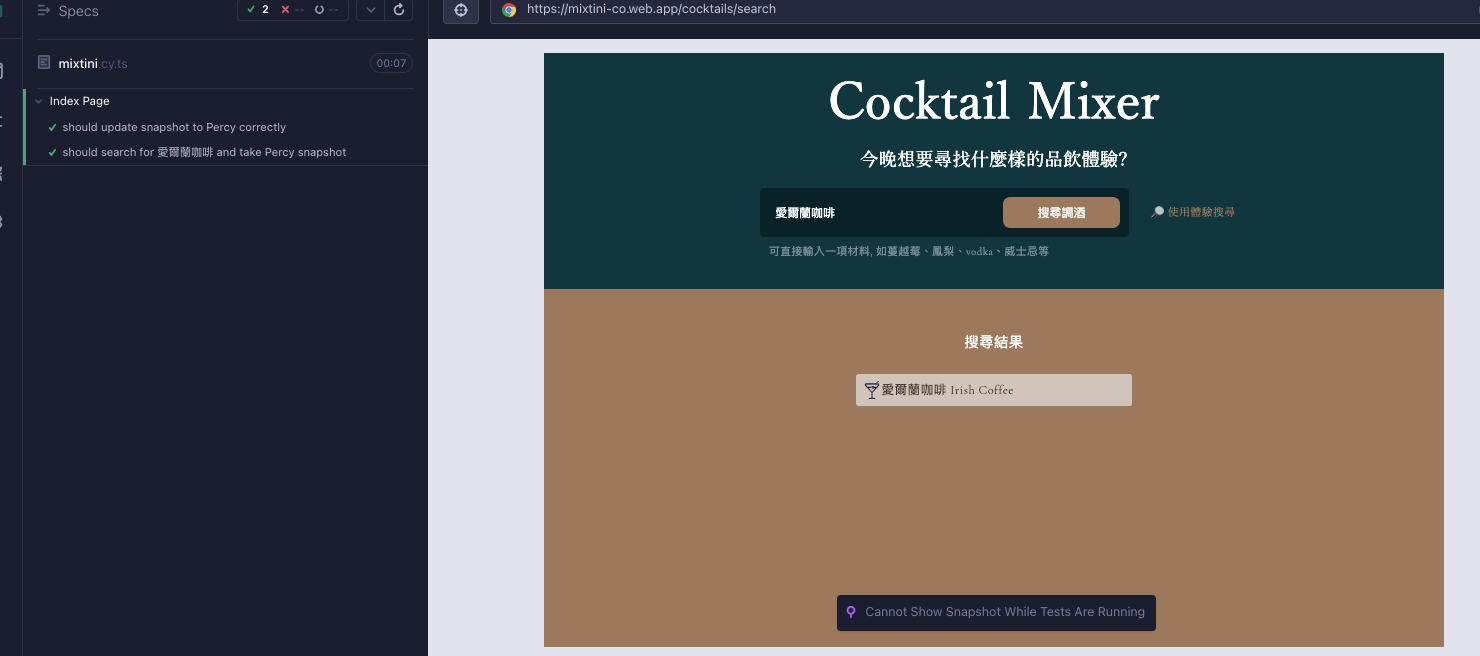 Specs
2 -- --
https://mixtini-co.web.app/cocktails/search
mixtini.cy.ts
00:07
Index Page
should update snapshot to Percy correctly
should search for 愛爾蘭咖啡 and take Percy snapshot
Cocktail Mixer
今晚想要尋找什麼樣的品飲體驗?
愛爾蘭咖啡
搜尋調酒
使用體驗搜尋
可直接輸入一項材料, 如蔓越莓、鳳梨、vodka、威士忌等
搜尋結果
愛爾蘭咖啡 Irish Coffee
Cannot Show Snapshot While Tests Are Running